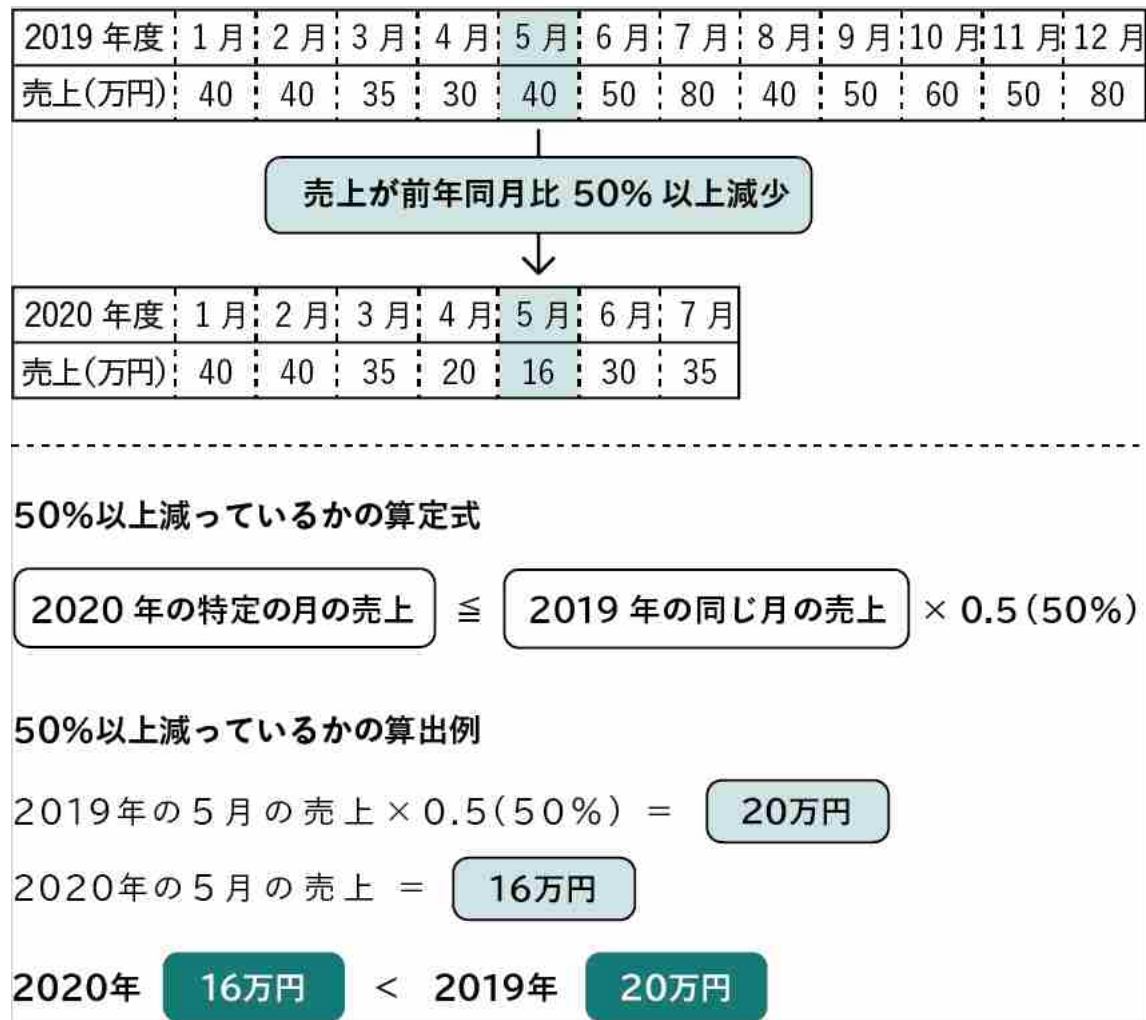 2019 年度 1 月 2 月 3 月 4 月 5 月 6 月 7 月 8 月 9 月 10 月 11 月 12 月
売上(万円) 40 40 35 30 40 50 80 40 50 60 50 80
売上が前年同月比 50% 以上減少
2020 年度 1 月 2 月 3 月 4 月 5 月 6 月 7 月
売上(万円) 40 40 35 20 16 30 35
50%以上減っているかの算定式
2020 年の特定の月の売上 ≦ 2019 年の同じ月の売上 × 0.5(50%)
50%以上減っているかの算出例
2019年の5月の売上×0.5(50%) = 20万円
2020年の5月の売上 = 16万円
2020年 16万円 < 2019年 20万円